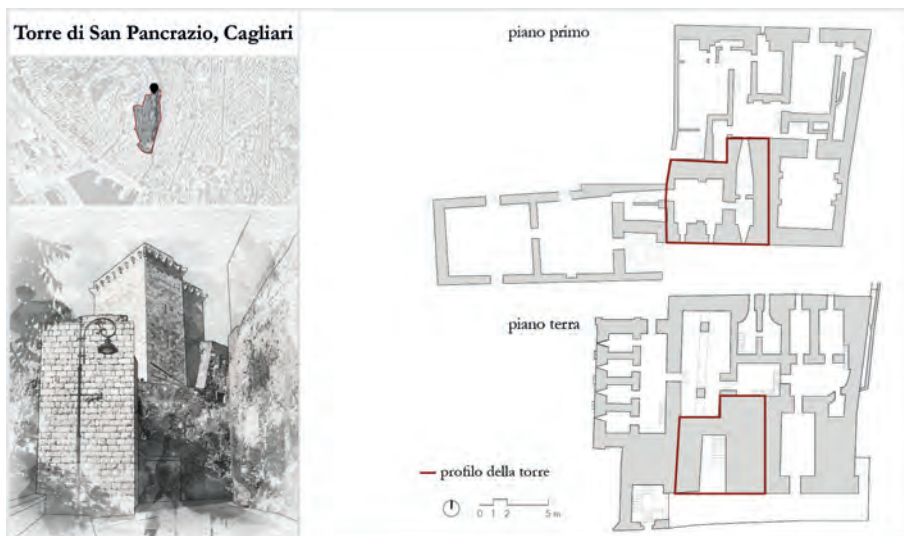 Torre di San Pancrazio, Cagliari
piano primo
piano terra
profilo della torre
0 1 2 5 m